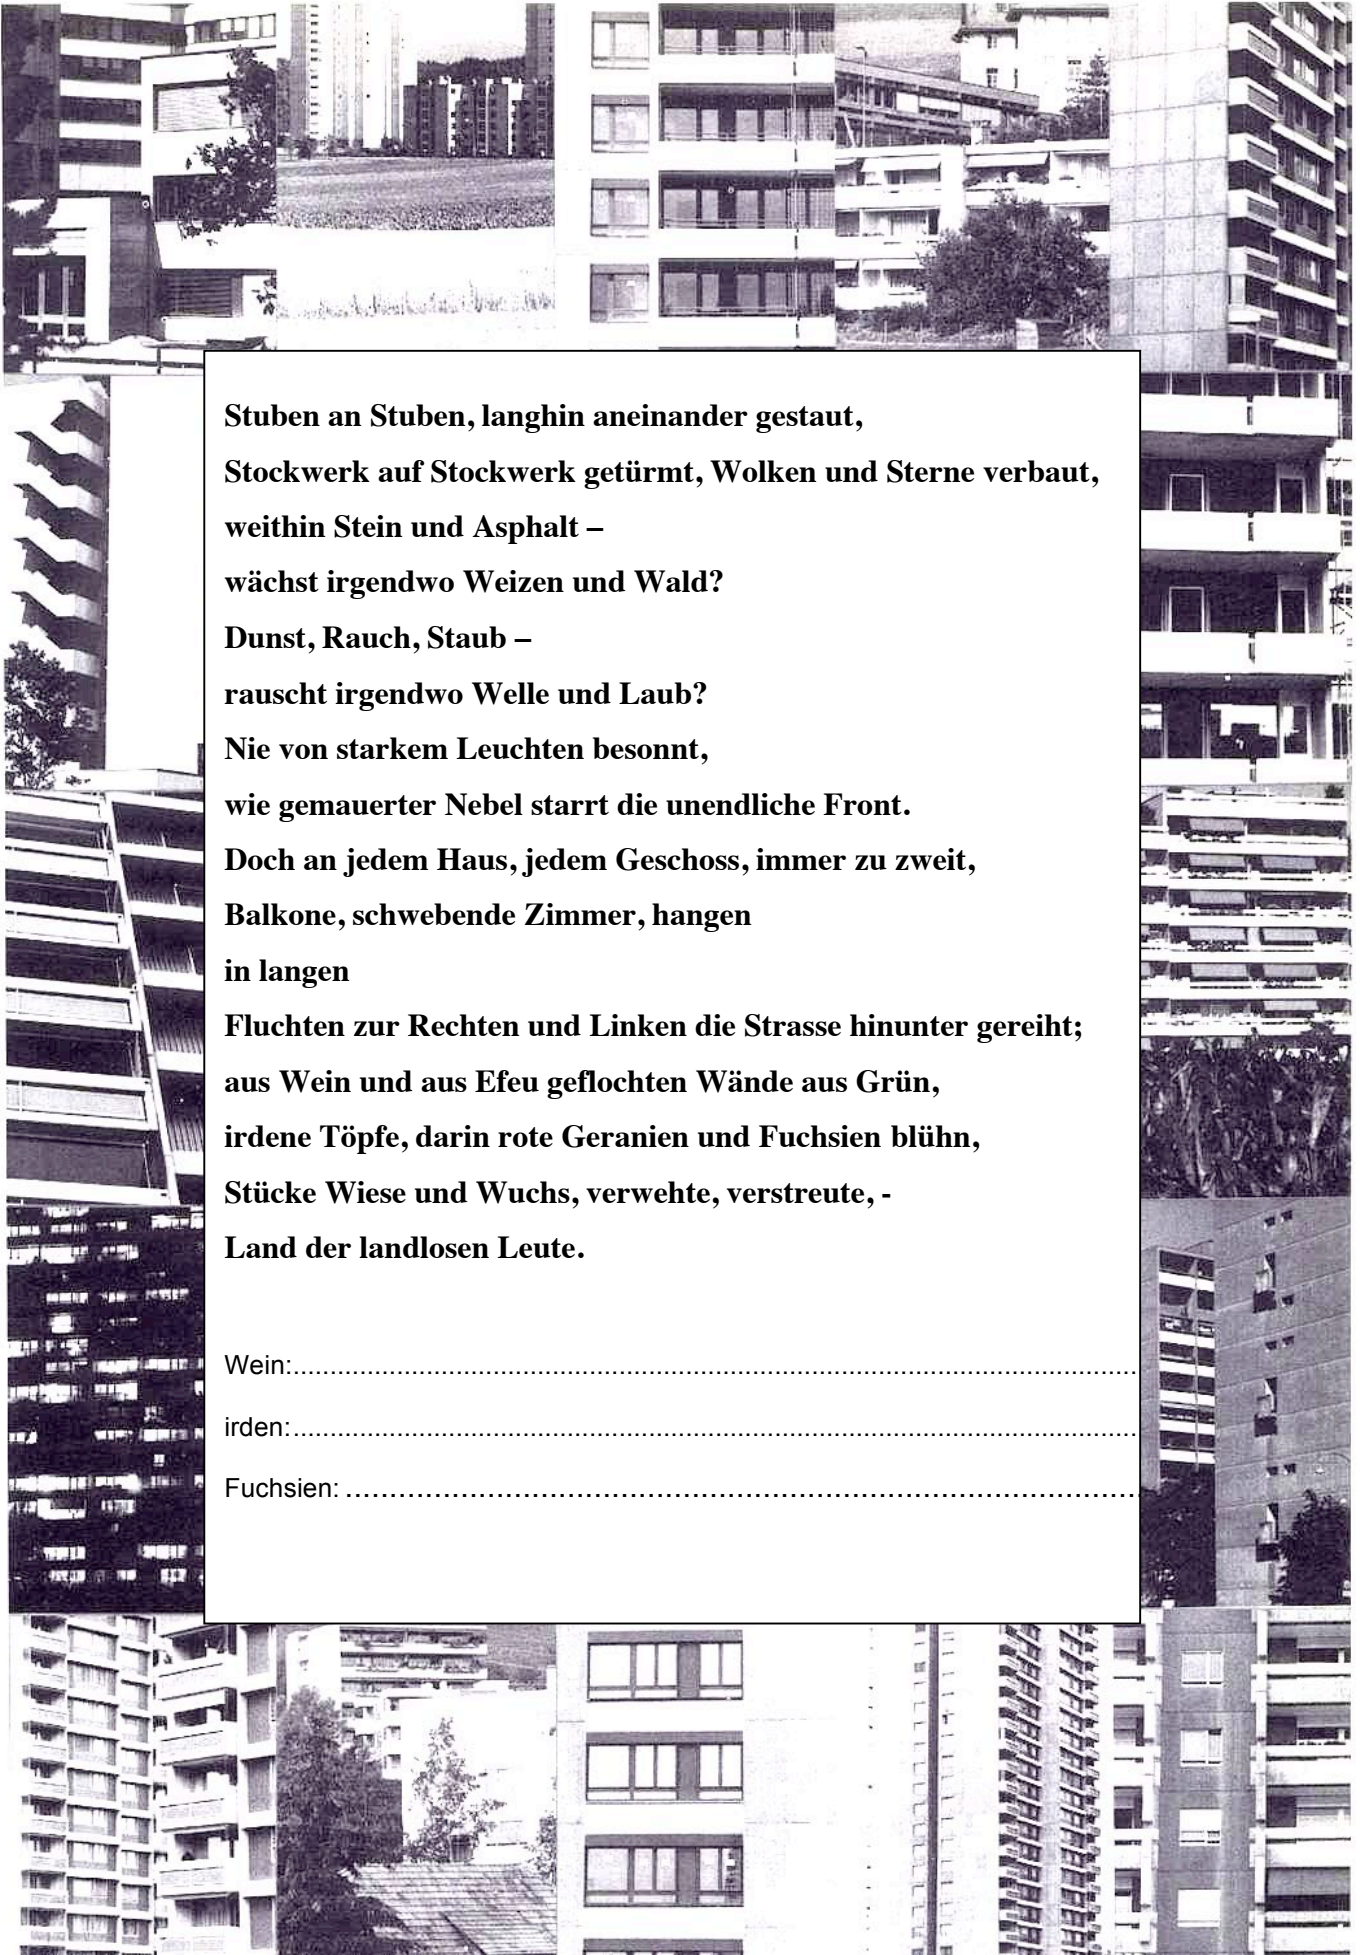 Stuben an Stuben, langhin aneinander gestaut,
Stockwerk auf Stockwerk getürmt, Wolken und Sterne verbaut,
weithin Stein und Asphalt –
wächst irgendwo Weizen und Wald?
Dunst, Rauch, Staub –
rauscht irgendwo Welle und Laub?
Nie von starkem Leuchten besonnt,
wie gemauerter Nebel starrt die unendliche Front.
Doch an jedem Haus, jedem Geschoss, immer zu zweit,
Balkone, schwebende Zimmer, hangen
in langen
Fluchten zur Rechten und Linken die Strasse hinunter gereiht;
aus Wein und aus Efeu geflochten Wände aus Grün,
irdene Töpfe, darin rote Geranien und Fuchsien blühn,
Stücke Wiese und Wuchs, verwehte, verstreute, -
Land der landlosen Leute.
Wein:..................................................................................................................
irden:..................................................................................................................
Fuchsien: ...........................................................................................